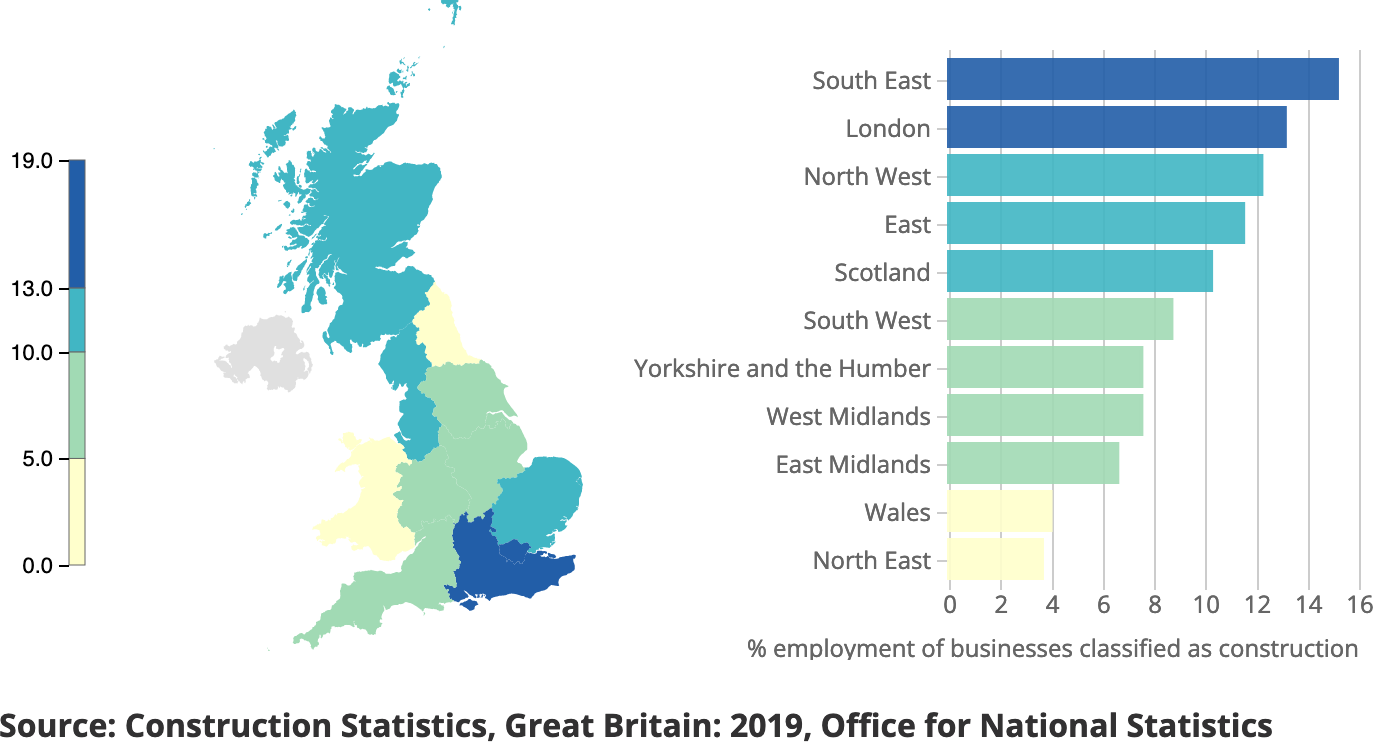 19.0
13.0
10.0
5.0
0.0
South East
London
North West
East
Scotland
South West
Yorkshire and the Humber
West Midlands
East Midlands
Wales
North East
0 2 4 6 8 10 12 14 16
% employment of businesses classified as construction
Source: Construction Statistics, Great Britain: 2019, Office for National Statistics